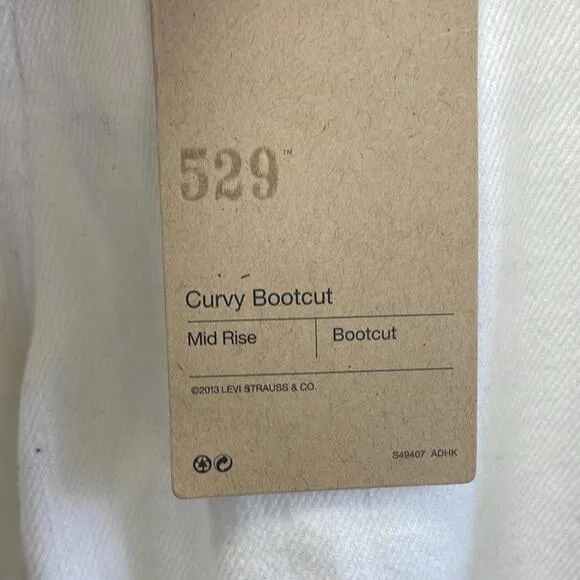 529™
Curvy Bootcut
Mid Rise
Bootcut
©2013 LEVI STRAUSS & CO.
S49407 ADHK